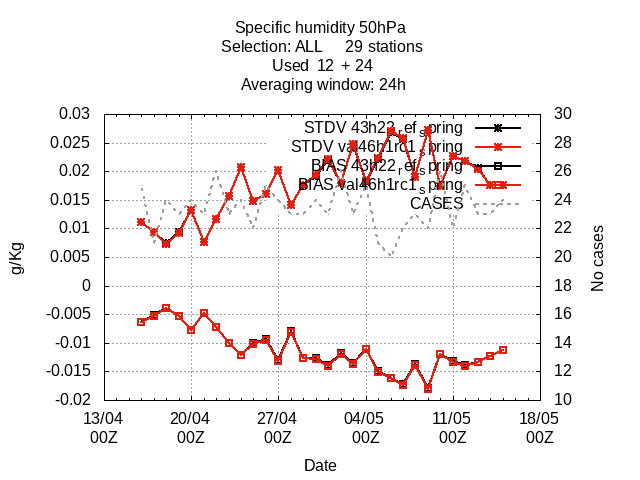 Specific humidity 50hPa
Selection: ALL 29 stations
Used 12 + 24
Averaging window: 24h
0.03
0.025
0.02
0.015
0.01
0.005
0
-0.005
-0.01
-0.015
-0.02
g/Kg
30
28
26
24
22
20
18
16
14
12
10
No cases
STDV 43h22_ref_spring
STDV val46h1rc1_spring
BIAS 43h22_ref_spring
BIAS val46h1rc1_spring
CASES
13/04 20/04 27/04 04/05 11/05 18/05
00Z 00Z 00Z 00Z 00Z 00Z
Date